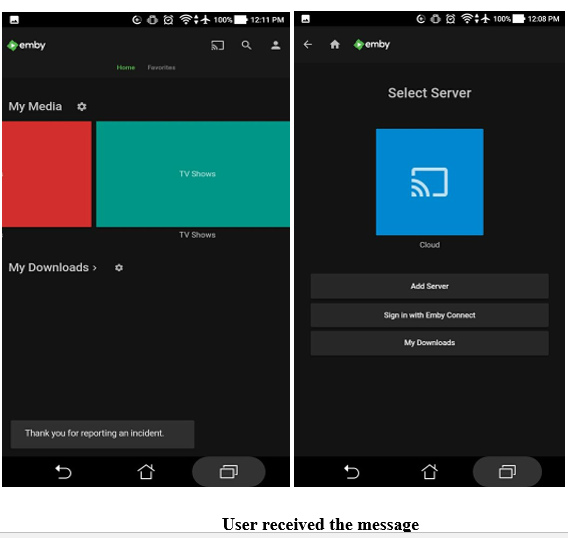 100% 12:11 PM
emby
Home Favorites
My Media
TV Shows
TV Shows
My Downloads >
Thank you for reporting an incident.
100% 12:08 PM
emby
Select Server
Cloud
Add Server
Sign in with Emby Connect
My Downloads
User received the message